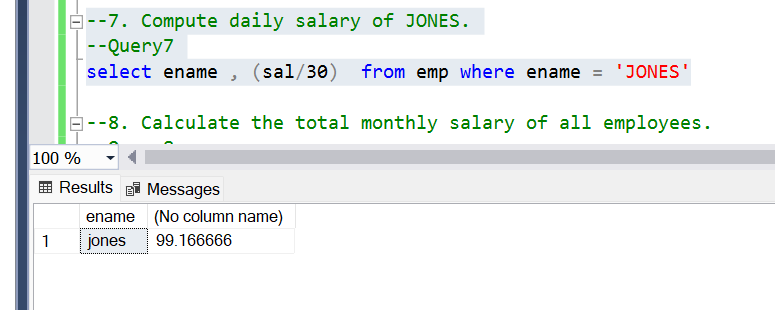 --7. Compute daily salary of JONES.
--Query7
select ename , (sal/30)  from emp where ename = 'JONES'
--8. Calculate the total monthly salary of all employees.
100 %
Results Messages
ename (No column name)
1 jones 99.166666